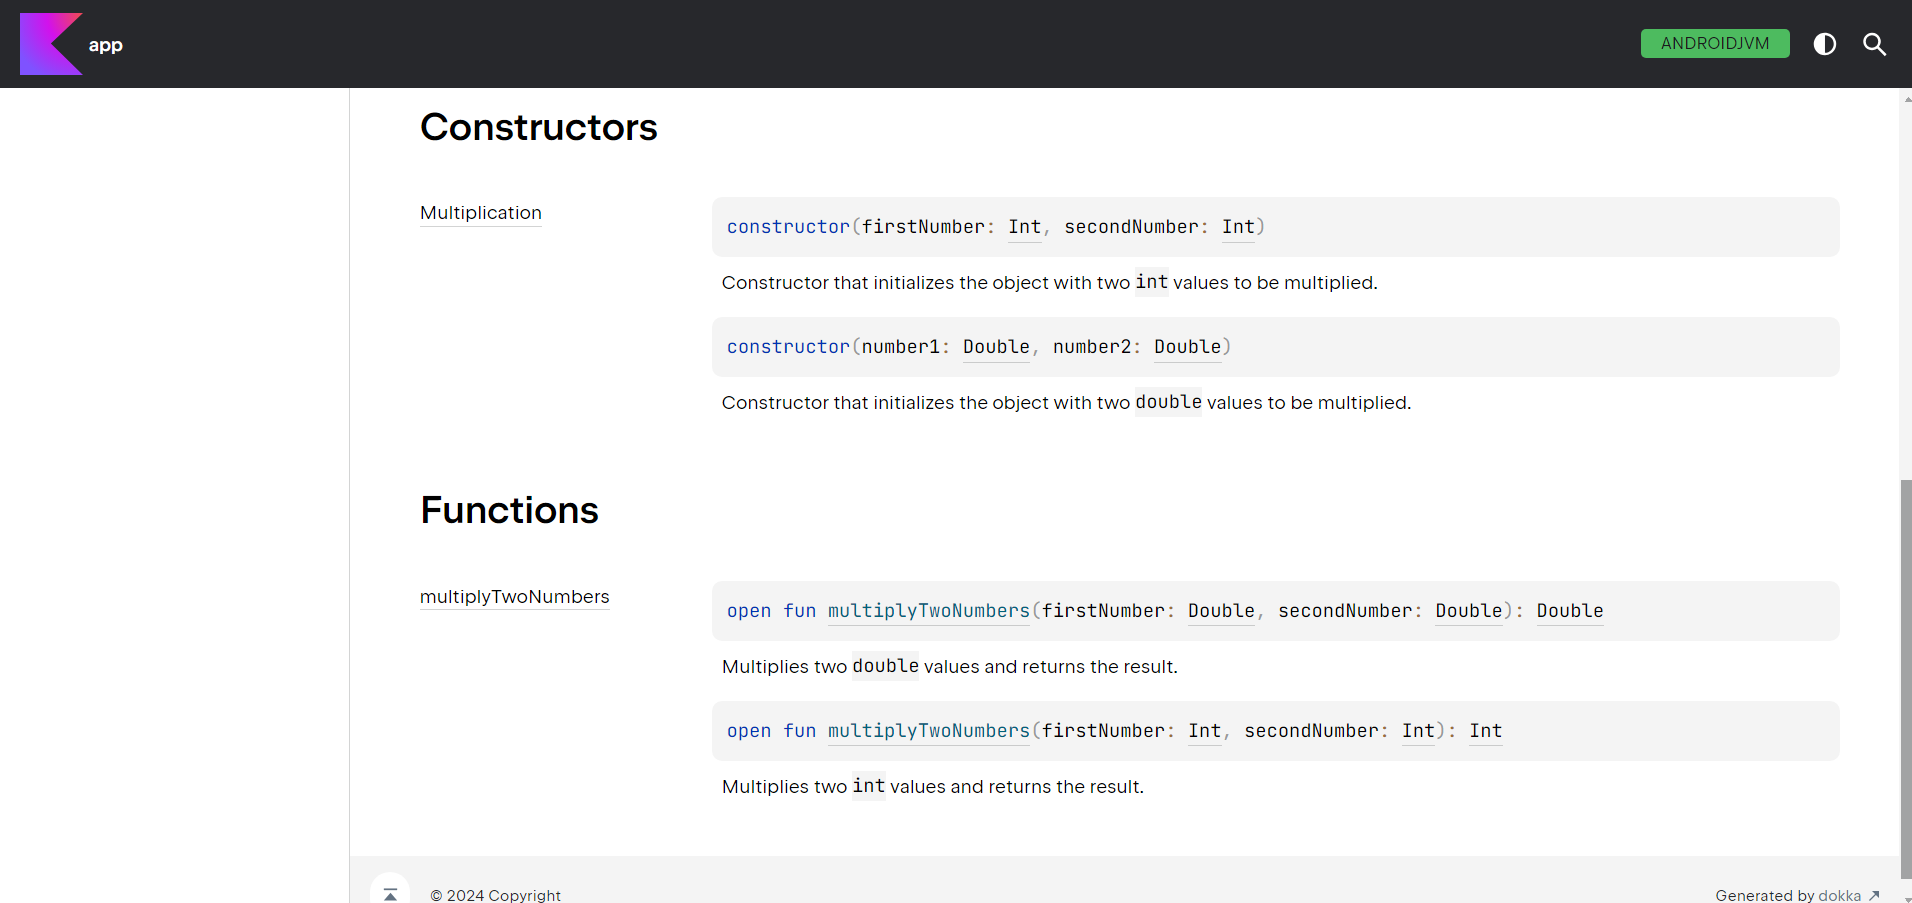 app
ANDROIDJVM
Constructors
Multiplication
constructor(firstNumber: Int, secondNumber: Int)
Constructor that initializes the object with two int values to be multiplied.
constructor(number1: Double, number2: Double)
Constructor that initializes the object with two double values to be multiplied.
Functions
multiplyTwoNumbers
open fun multiplyTwoNumbers(firstNumber: Double, secondNumber: Double): Double
Multiplies two double values and returns the result.
open fun multiplyTwoNumbers(firstNumber: Int, secondNumber: Int): Int
Multiplies two int values and returns the result.
© 2024 Copyright
Generated by dokka